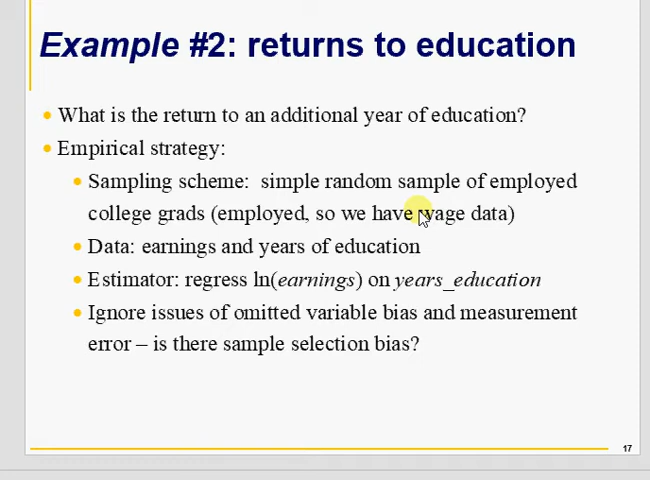 Example #2: returns to education
What is the return to an additional year of education?
Empirical strategy:
Sampling scheme: simple random sample of employed
college grads (employed, so we have wage data)
Data: earnings and years of education
Estimator: regress ln(earnings) on years_education
Ignore issues of omitted variable bias and measurement
error – is there sample selection bias?
17